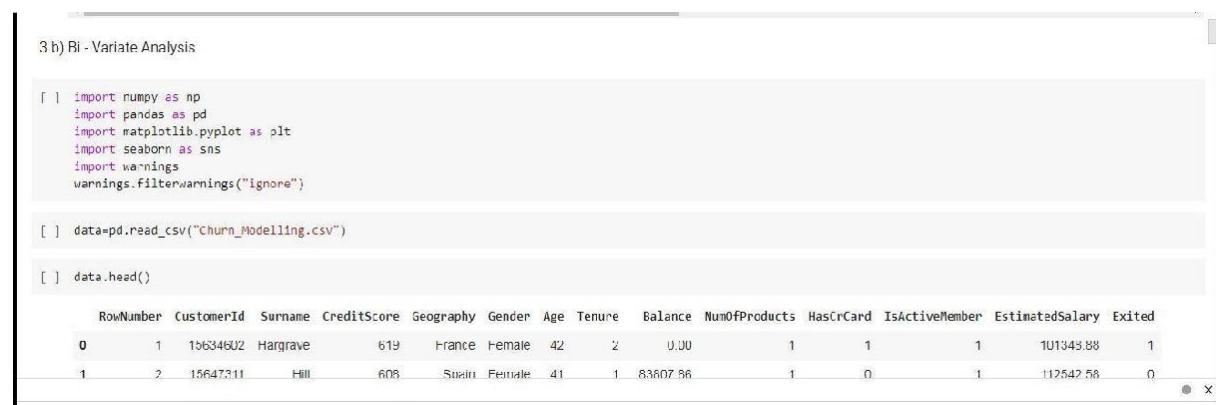 3 b) Bi - Variate Analysis
[ ] import numpy as np
import pandas as pd
import matplotlib.pyplot as plt
import seaborn as sns
import warnings
warnings.filterwarnings("ignore")
[ ] data=pd.read_csv("Churn_Modelling.csv")
[ ] data.head()
RowNumber CustomerId Surname CreditScore Geography Gender Age Tenure Balance NumOfProducts HasCrCard IsActiveMember EstimatedSalary Exited
0 1 15634602 Hargrave 619 France Female 42 2 0.00 1 1 1 101348.88 1
1 2 15647311 Hill 608 Spain Female 41 1 83807.86 1 0 1 112542.58 0